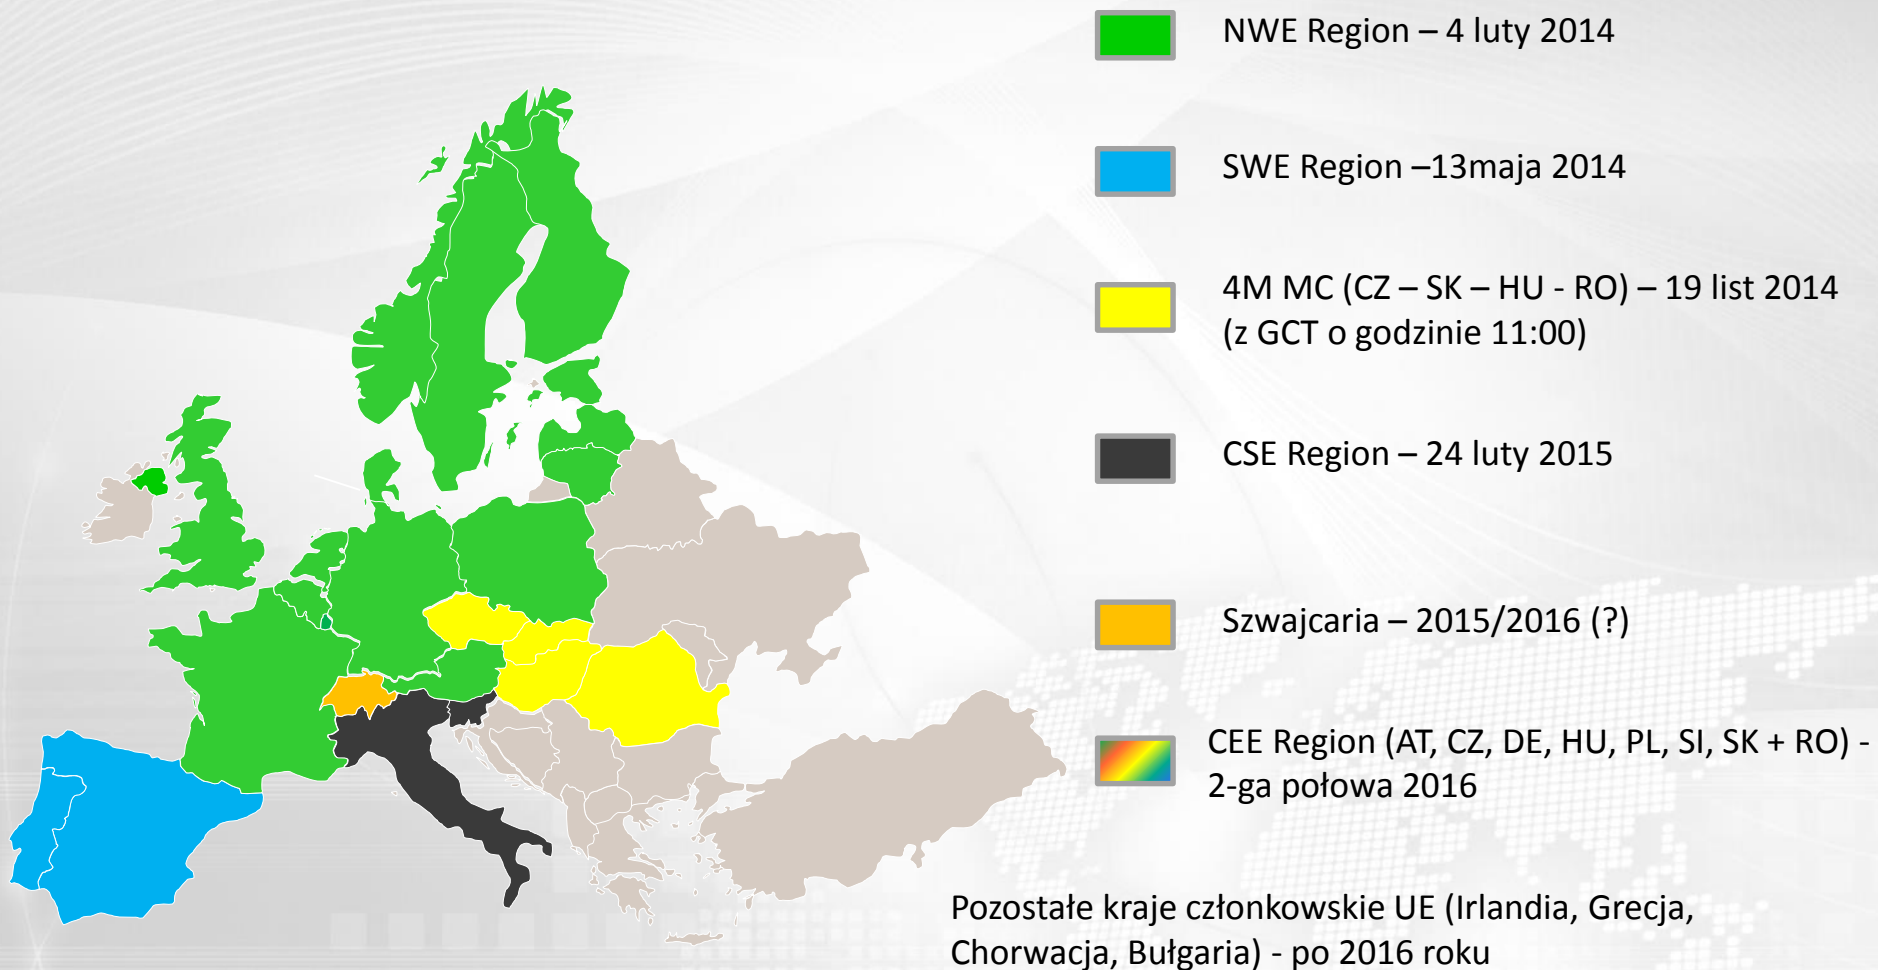 NWE Region – 4 luty 2014
SWE Region –13maja 2014
4M MC (CZ – SK – HU - RO) – 19 list 2014
(z GCT o godzinie 11:00)
CSE Region – 24 luty 2015
Szwajcaria – 2015/2016 (?)
CEE Region (AT, CZ, DE, HU, PL, SI, SK + RO) -
2-ga połowa 2016
Pozostałe kraje członkowskie UE (Irlandia, Grecja,
Chorwacja, Bułgaria) - po 2016 roku